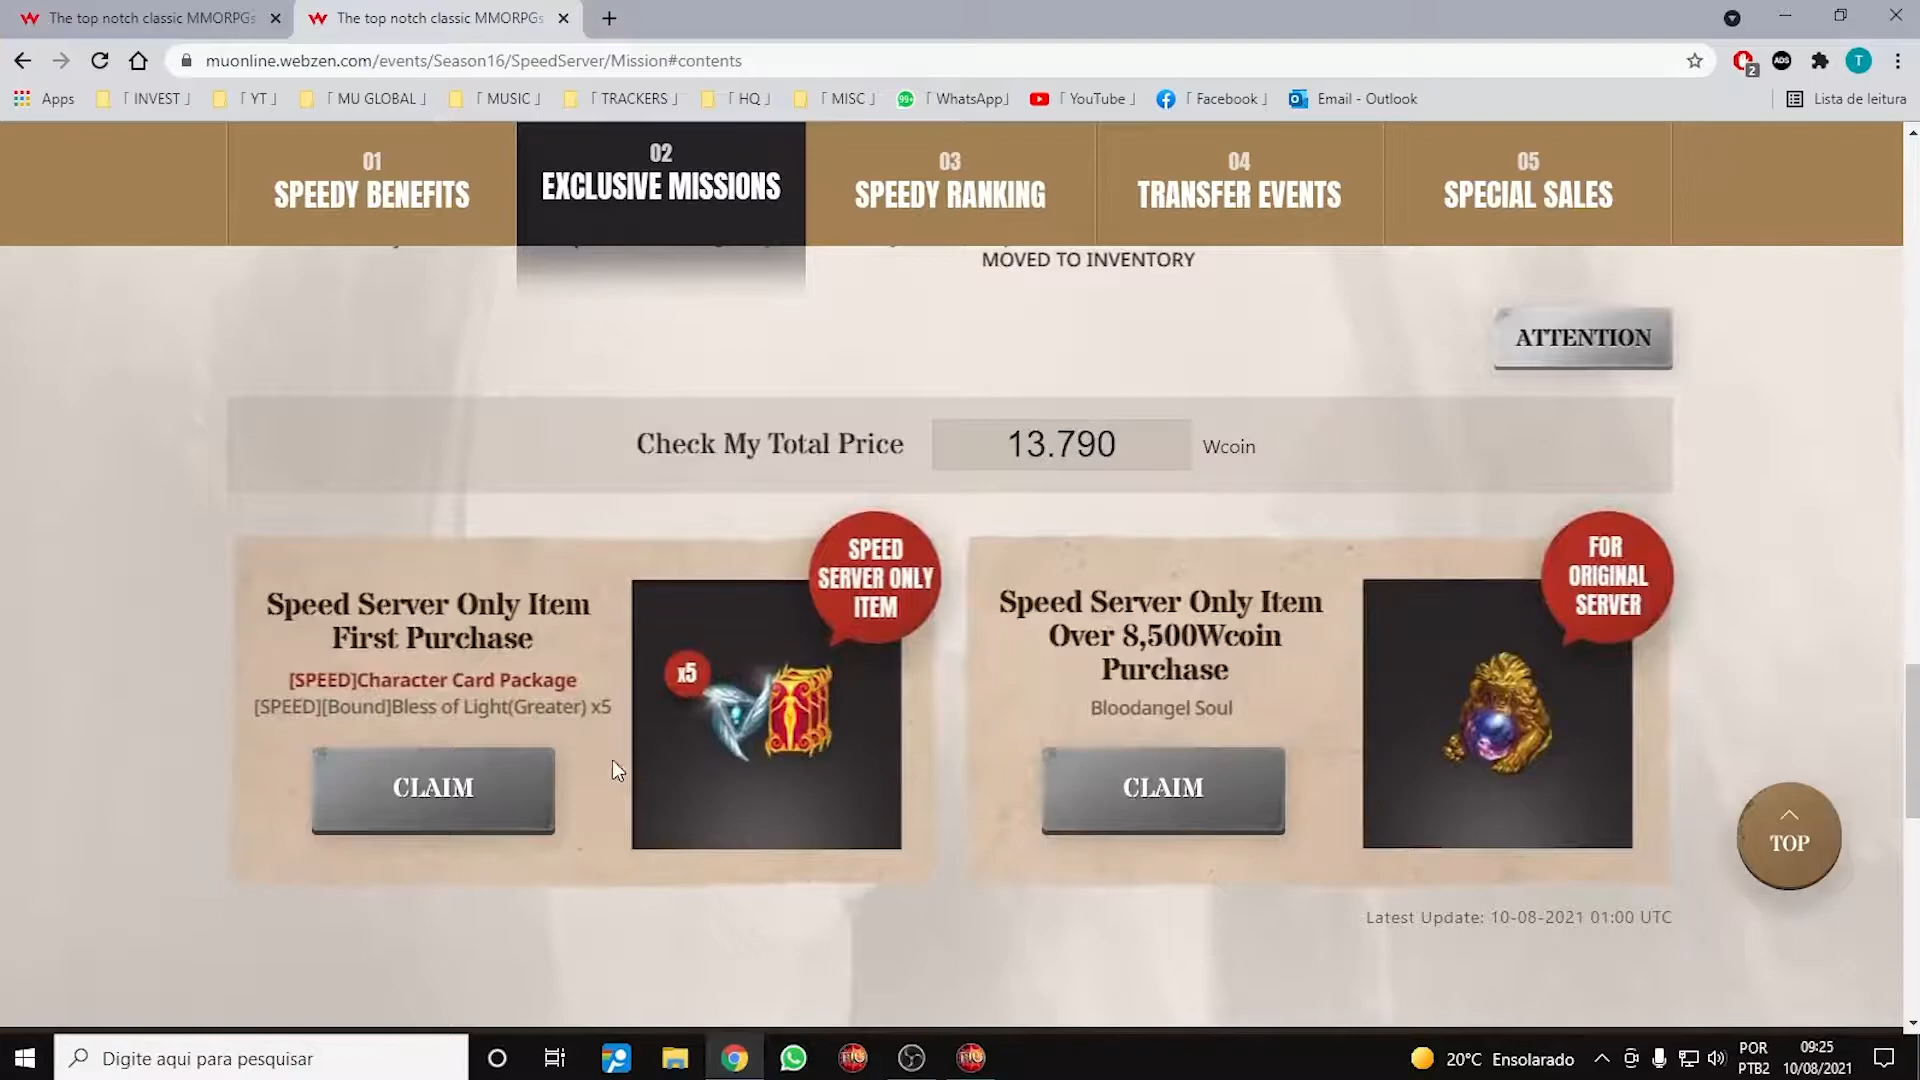 The top notch classic MMORPGs
The top notch classic MMORPGs
muonline.webzen.com/events/Season16/SpeedServer/Mission#contents
2
ADS
T
Apps
「 INVEST 」
「 YT 」
「 MU GLOBAL 」
「 MUSIC 」
「 TRACKERS 」
「 HQ 」
「 MISC 」
99+
「 WhatsApp」
「 YouTube 」
「 Facebook 」
Email - Outlook
Lista de leitura
01
SPEEDY BENEFITS
02
EXCLUSIVE MISSIONS
03
SPEEDY RANKING
04
TRANSFER EVENTS
05
SPECIAL SALES
MOVED TO INVENTORY
ATTENTION
Check My Total Price
13.790
Wcoin
SPEED
SERVER ONLY
ITEM
Speed Server Only Item
First Purchase
[SPEED]Character Card Package
[SPEED][Bound]Bless of Light(Greater) x5
x5
CLAIM
FOR
ORIGINAL
SERVER
Speed Server Only Item
Over 8,500Wcoin
Purchase
Bloodangel Soul
CLAIM
TOP
Latest Update: 10-08-2021 01:00 UTC
Digite aqui para pesquisar
20°C Ensolarado
POR
PTB2
09:25
10/08/2021